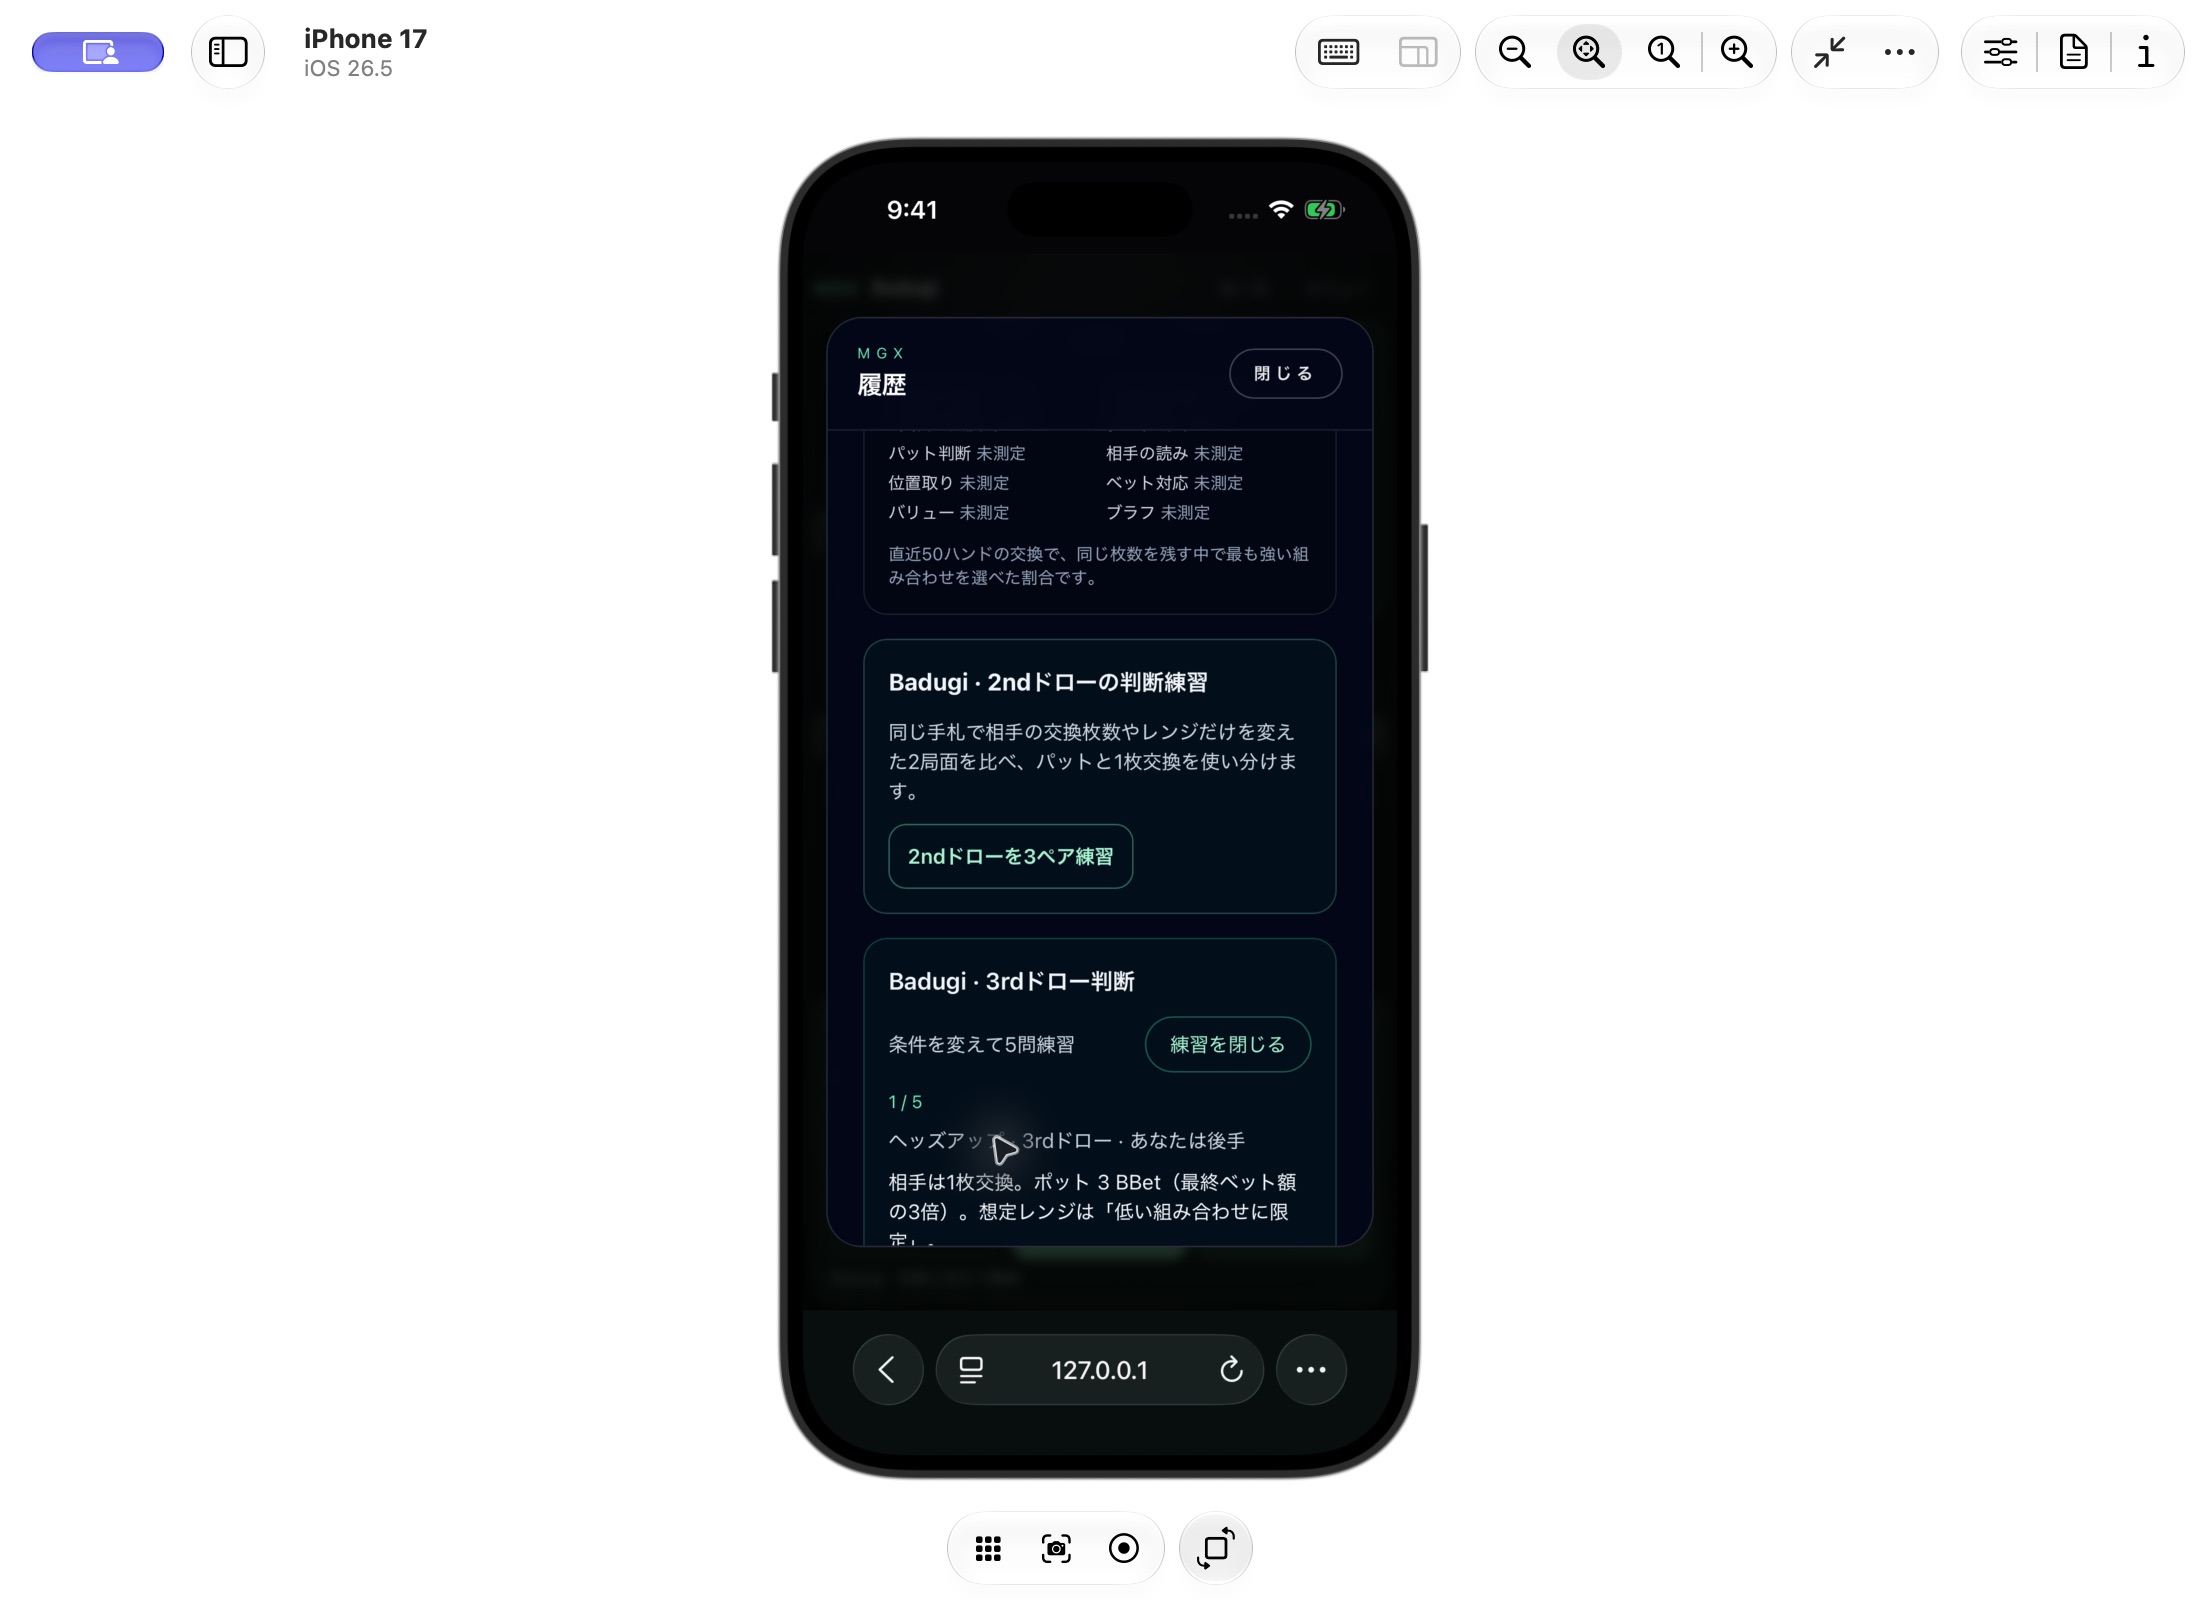 iPhone 17
iOS 26.5
9:41
MGX
履歴
閉じる
パット判断 未測定
相手の読み 未測定
位置取り 未測定
ベット対応 未測定
バリュー 未測定
ブラフ 未測定
直近50ハンドの交換で、同じ枚数を残す中で最も強い組
み合わせを選べた割合です。
Badugi · 2ndドローの判断練習
同じ手札で相手の交換枚数やレンジだけを変え
た2局面を比べ、パットと1枚交換を使い分けま
す。
2ndドローを3ペア練習
Badugi · 3rdドロー判断
条件を変えて5問練習
練習を閉じる
1 / 5
ヘッズアップ · 3rdドロー · あなたは後手
相手は1枚交換。ポット 3 BBet（最終ベット額
の3倍）。想定レンジは「低い組み合わせに限
定」。
127.0.0.1